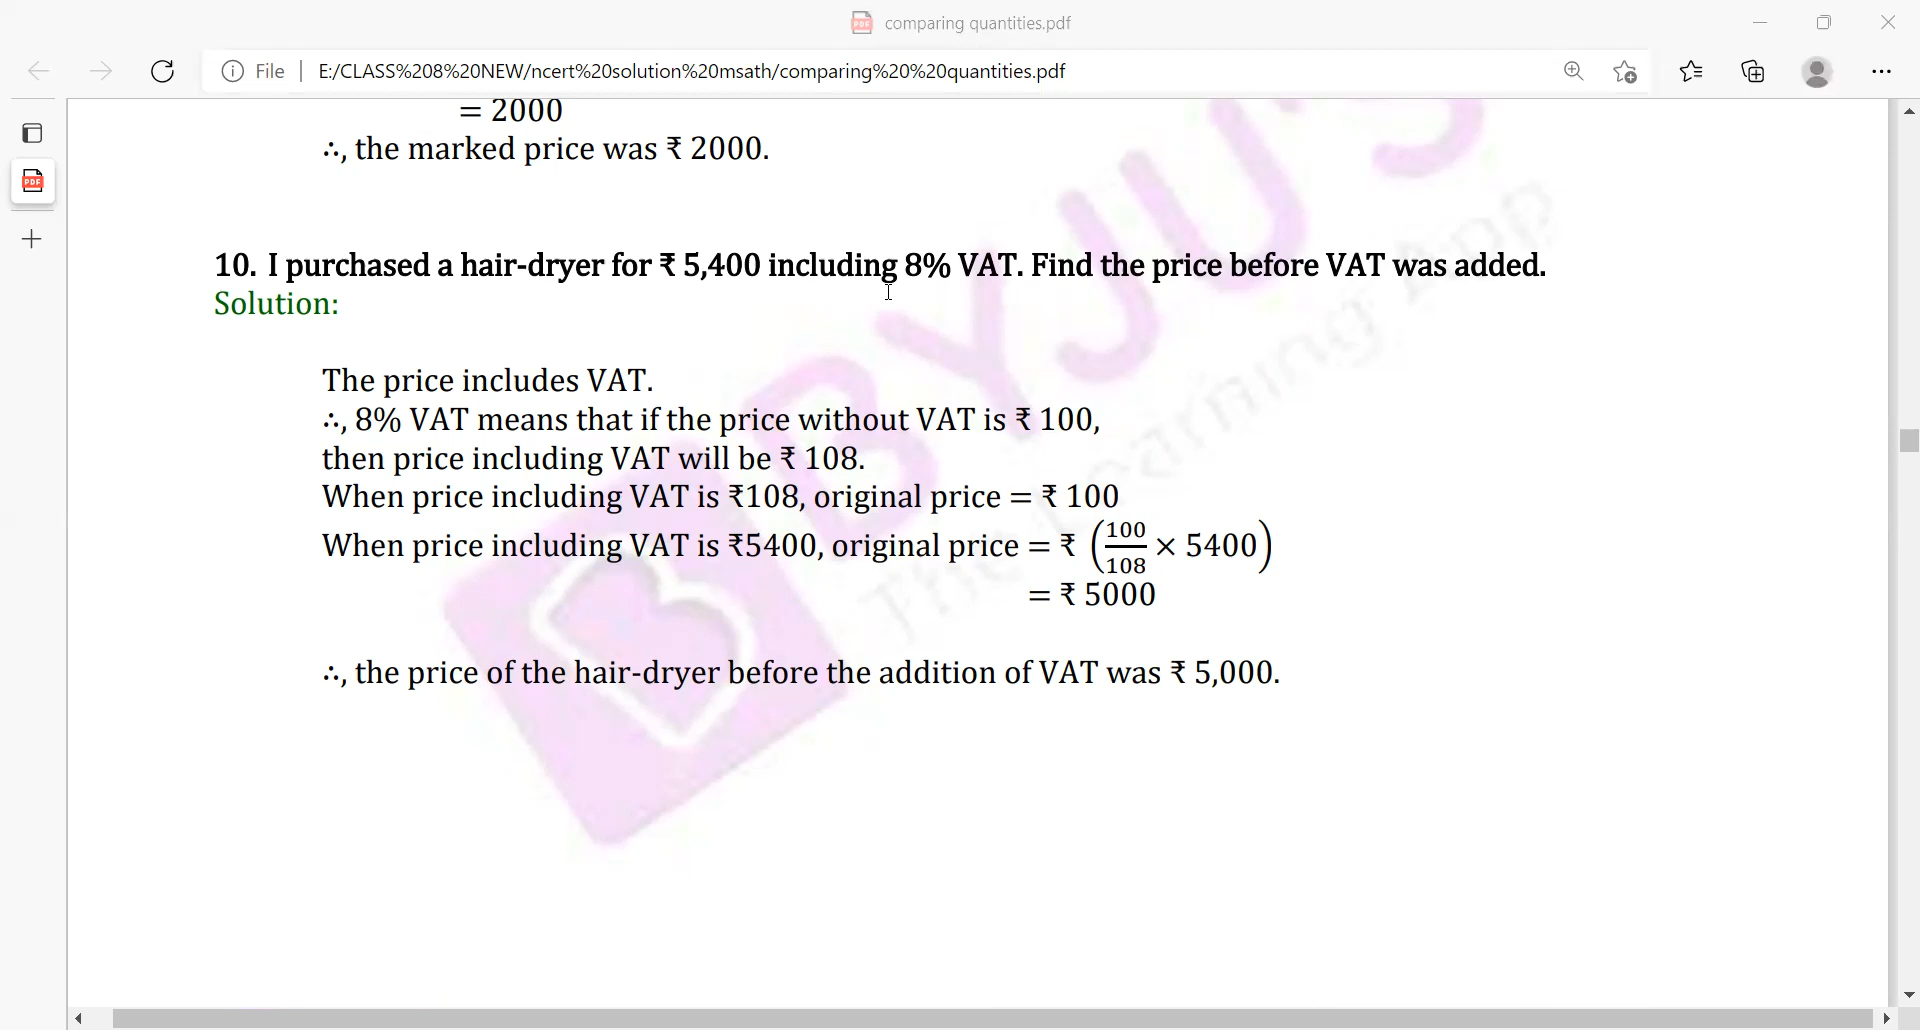 comparing quantities.pdf
File | E:/CLASS%208%20NEW/ncert%20solution%20msath/comparing%20%20quantities.pdf
= 2000
∴, the marked price was ₹ 2000.
10. I purchased a hair-dryer for ₹ 5,400 including 8% VAT. Find the price before VAT was added.
Solution:
The price includes VAT.
∴, 8% VAT means that if the price without VAT is ₹ 100,
then price including VAT will be ₹ 108.
When price including VAT is ₹108, original price = ₹ 100
When price including VAT is ₹5400, original price = ₹ (100/108 × 5400)
= ₹ 5000
∴, the price of the hair-dryer before the addition of VAT was ₹ 5,000.
BYJU'S
The Learning App